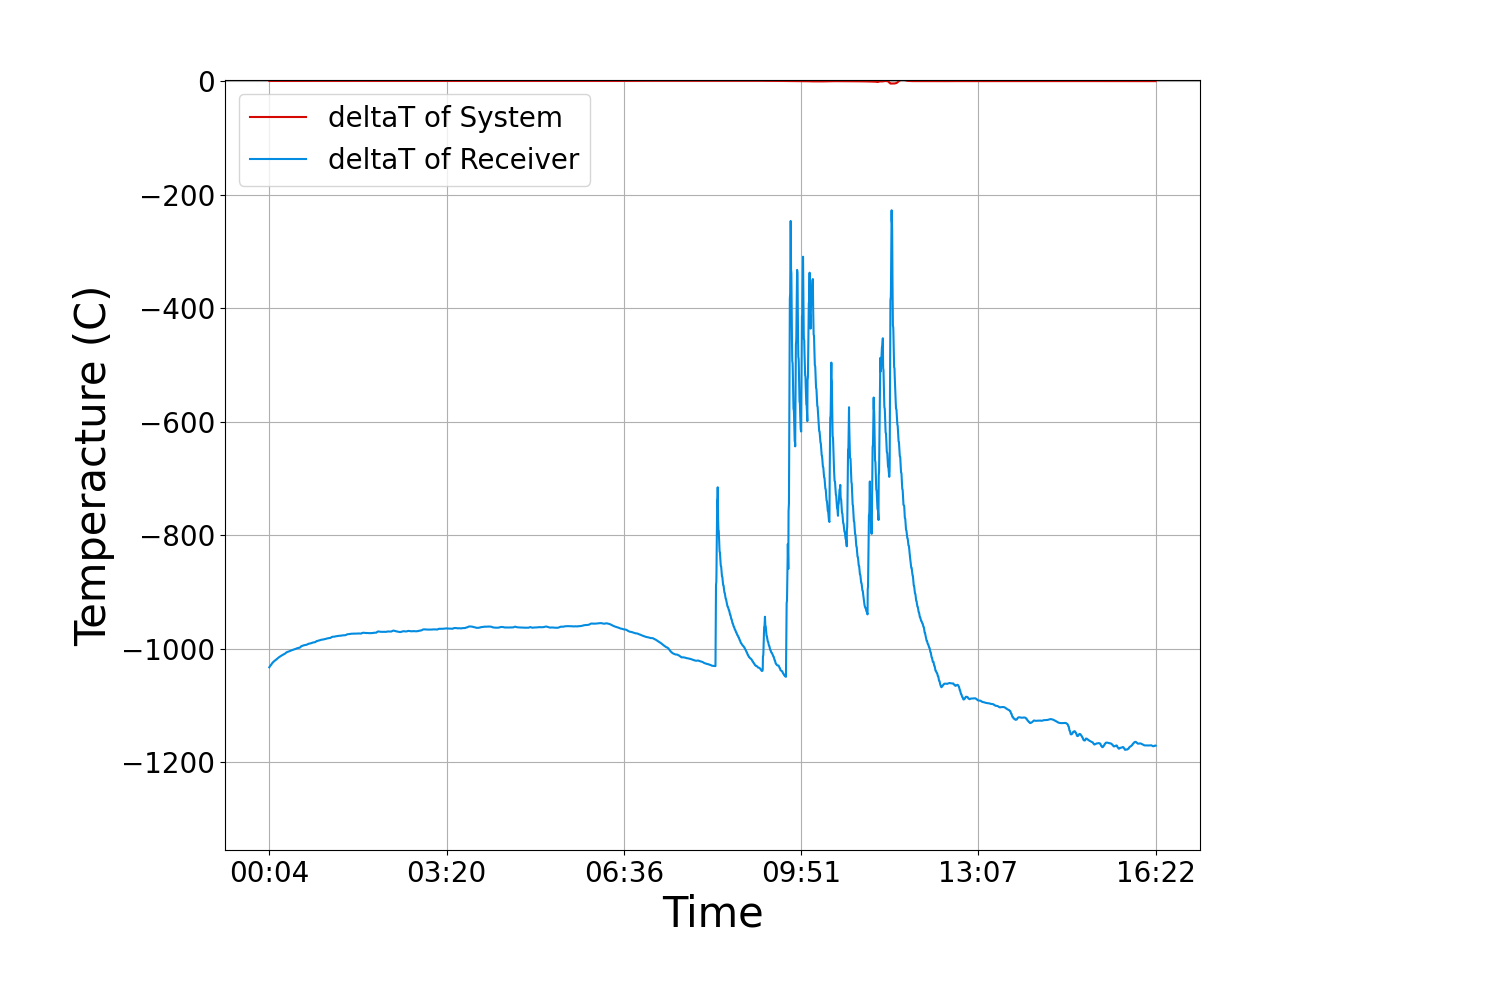 0
−200
−400
−600
−800
−1000
−1200
Temperacture (C)
deltaT of System
deltaT of Receiver
00:04 03:20 06:36 09:51 13:07 16:22
Time